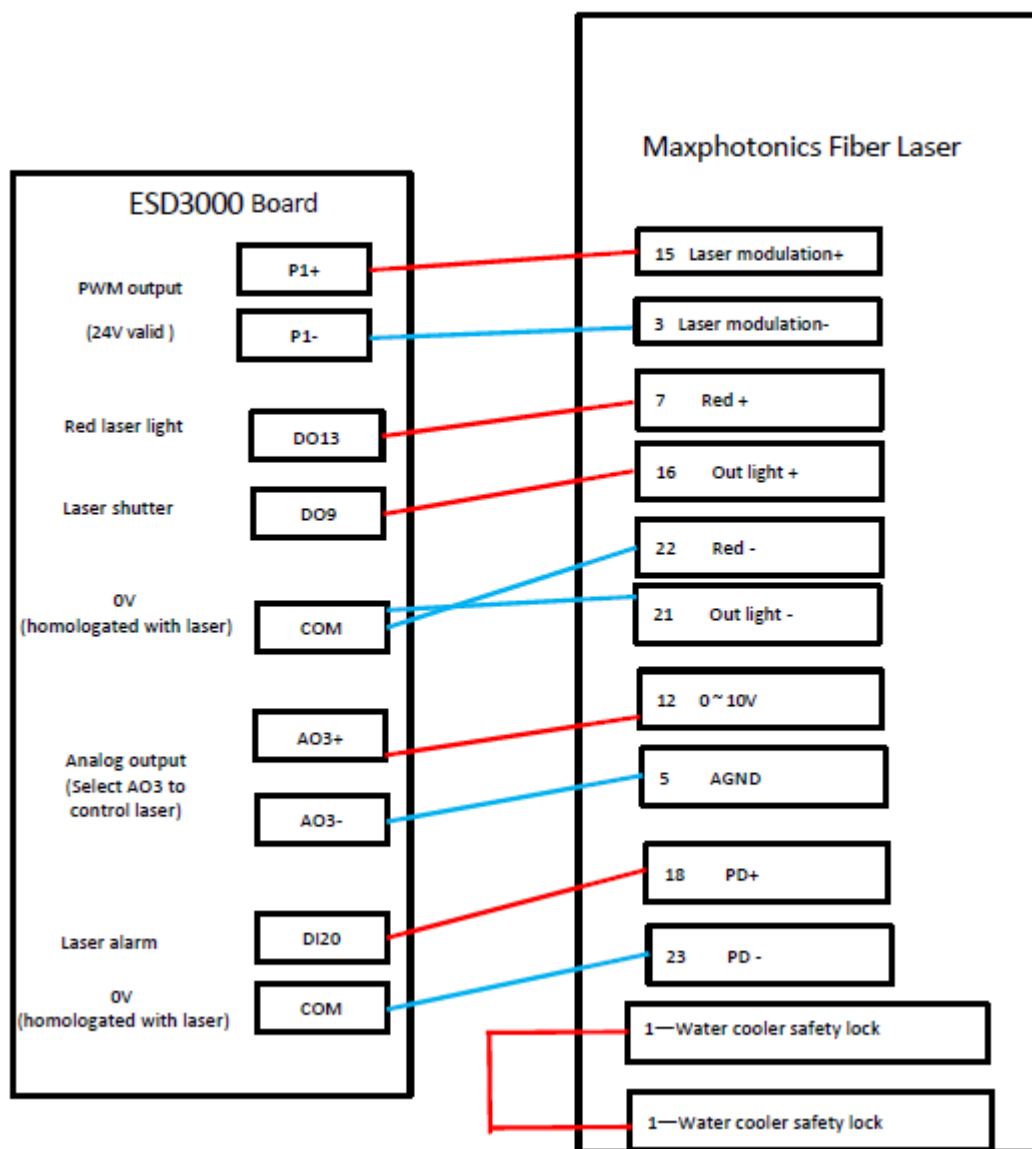 Maxphotonics Fiber Laser
ESD3000 Board
PWM output
(24V valid )
P1+
P1-
Red laser light
DO13
Laser shutter
DO9
0V
(homologated with laser)
COM
Analog output
(Select AO3 to
control laser)
AO3+
AO3-
Laser alarm
DI20
0V
(homologated with laser)
COM
15 Laser modulation+
3 Laser modulation-
7 Red +
16 Out light +
22 Red -
21 Out light -
12 0~10V
5 AGND
18 PD+
23 PD -
1—Water cooler safety lock
1—Water cooler safety lock